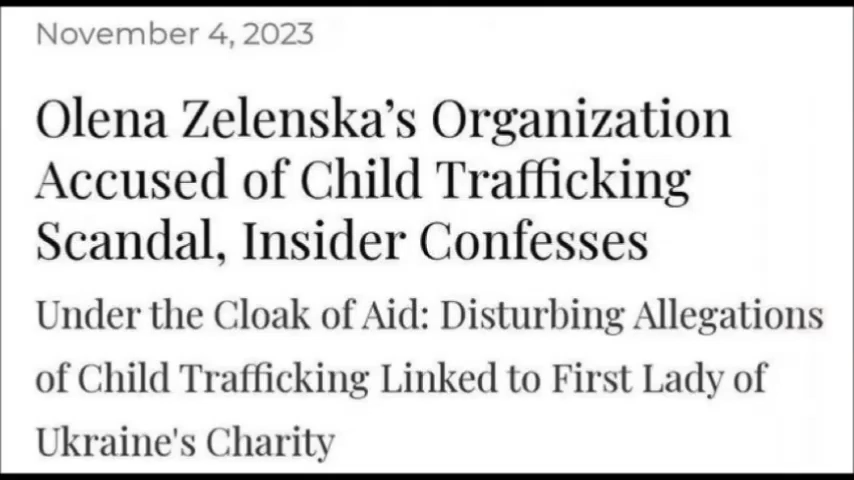 November 4, 2023
Olena Zelenska’s Organization
Accused of Child Trafficking
Scandal, Insider Confesses
Under the Cloak of Aid: Disturbing Allegations
of Child Trafficking Linked to First Lady of
Ukraine's Charity